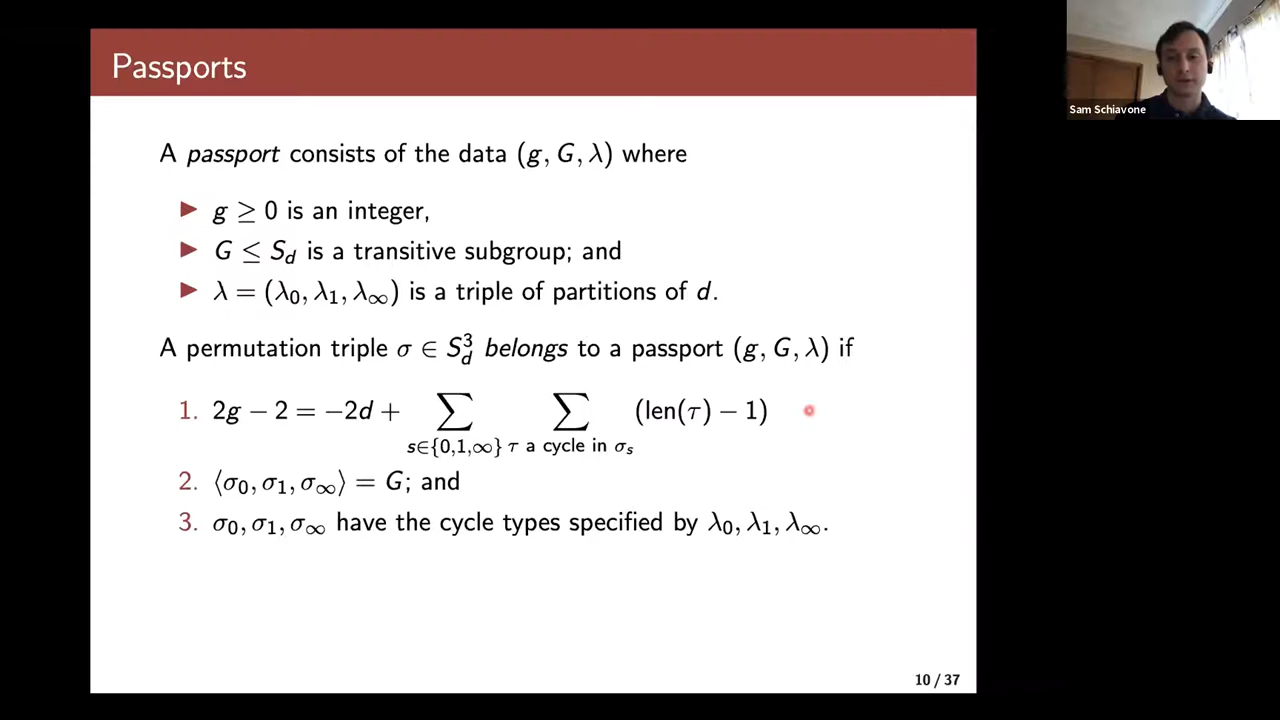 Passports
A passport consists of the data (g, G, λ) where
▶ g ≥ 0 is an integer,
▶ G ≤ S_d is a transitive subgroup; and
▶ λ = (λ_0, λ_1, λ_∞) is a triple of partitions of d.
A permutation triple σ ∈ S_d^3 belongs to a passport (g, G, λ) if
1. 2g − 2 = −2d + ∑_{s∈{0,1,∞}} ∑_{τ a cycle in σ_s} (len(τ) − 1)
2. ⟨σ_0, σ_1, σ_∞⟩ = G; and
3. σ_0, σ_1, σ_∞ have the cycle types specified by λ_0, λ_1, λ_∞.
10 / 37
Sam Schiavone